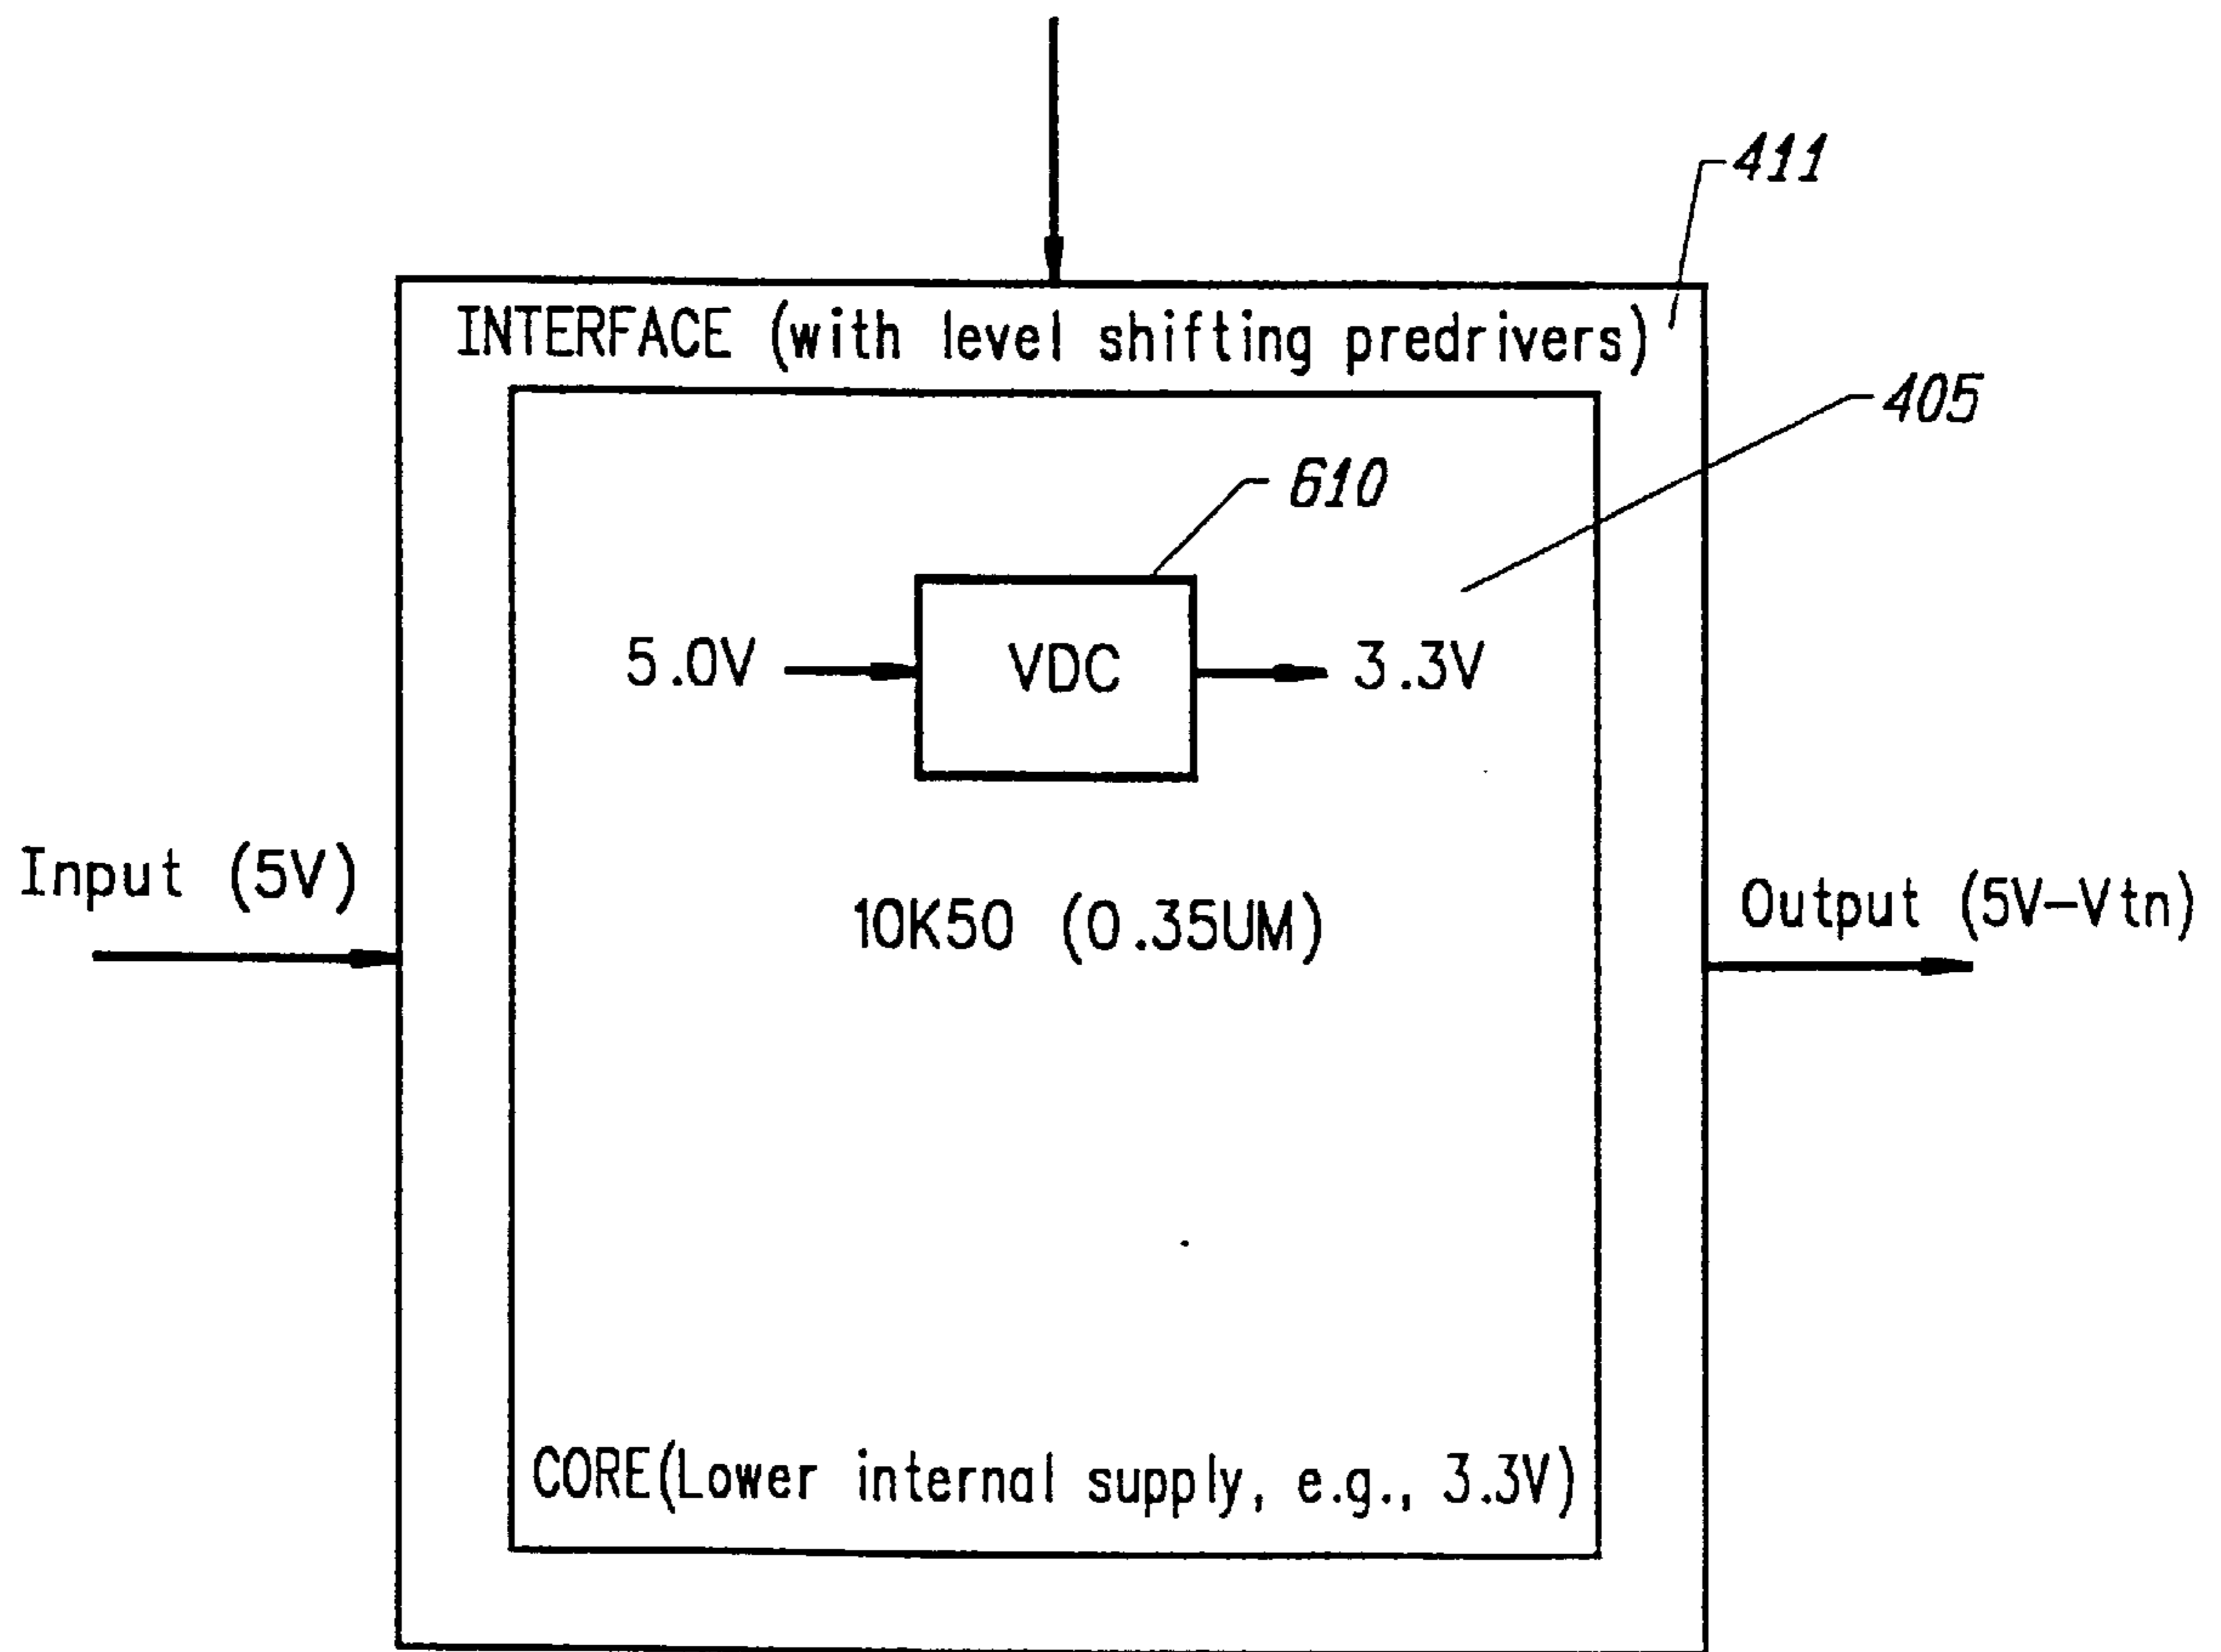 411
INTERFACE (with level shifting predrivers)
405
610
5.0V
VDC
3.3V
Input (5V)
10K50 (0.35UM)
Output (5V-Vtn)
CORE(Lower internal supply, e.g., 3.3V)